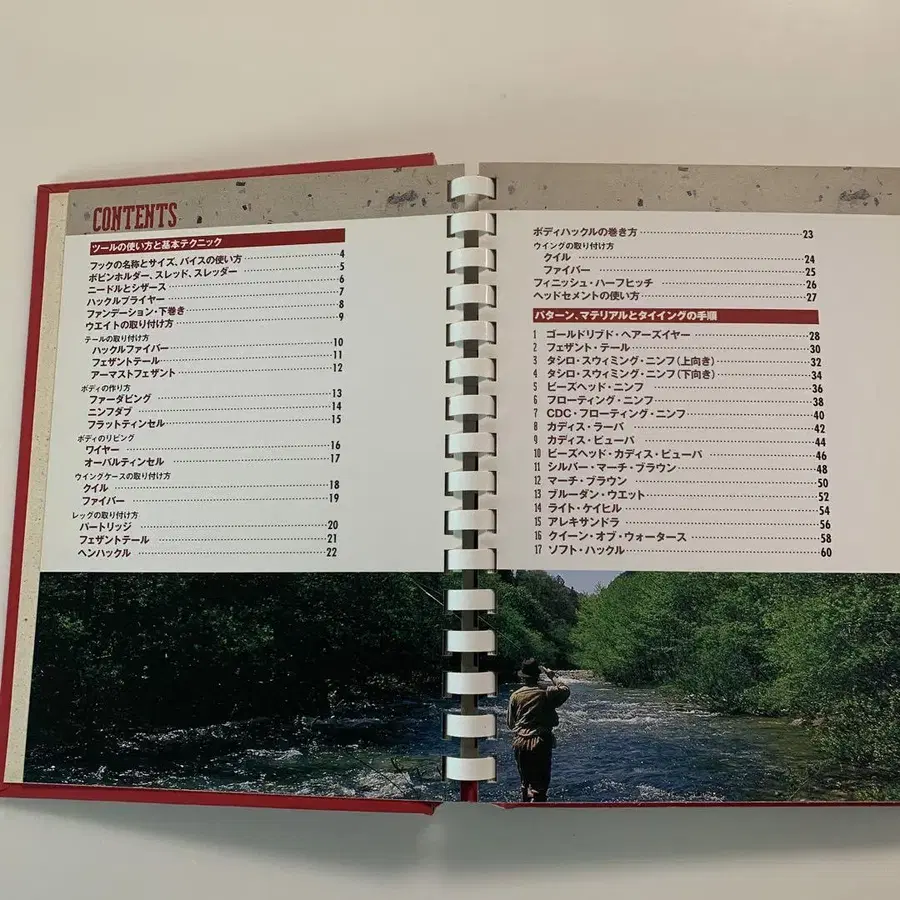 CONTENTS
ツールの使い方と基本テクニック
フックの名称とサイズ、バイスの使い方 4
ボビンホルダー、スレッド、スレッダー 5
ニードルとシザース 6
ハックルプライヤー 7
ファンデーション・下巻き 8
ウエイトの取り付け方 9
テールの取り付け方
ハックルファイバー 10
フェザントテール 11
アーマストフェザント 12
ボディの作り方
ファーダビング 13
ニンフダブ 14
フラットティンセル 15
ボディのリビング
ワイヤー 16
オーバルティンセル 17
ウイングケースの取り付け方
クイル 18
ファイバー 19
レッグの取り付け方
パートリッジ 20
フェザントテール 21
ヘンハックル 22
ボディハックルの巻き方 23
ウイングの取り付け方
クイル 24
ファイバー 25
フィニッシュ・ハーフヒッチ 26
ヘッドセメントの使い方 27
パターン、マテリアルとタイイングの手順
1 ゴールドリブド・ヘアーズイヤー 28
2 フェザント・テール 30
3 タシロ・スウィミング・ニンフ（上向き） 32
4 タシロ・スウィミング・ニンフ（下向き） 34
5 ビーズヘッド・ニンフ 36
6 フローティング・ニンフ 38
7 CDC・フローティング・ニンフ 40
8 カディス・ラーバ 42
9 カディス・ピューパ 44
10 ビーズヘッド・カディス・ピューパ 46
11 シルバー・マーチ・ブラウン 48
12 マーチ・ブラウン 50
13 ブルーダン・ウエット 52
14 ライト・ケイヒル 54
15 アレキサンドラ 56
16 クイーン・オブ・ウォータース 58
17 ソフト・ハックル 60